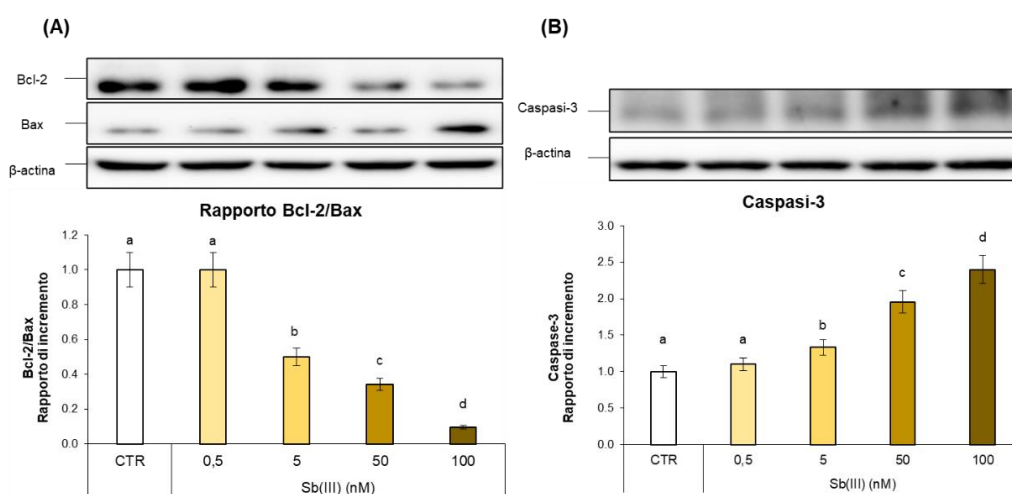 (A)
Bcl-2
Bax
β-actina
Rapporto Bcl-2/Bax
Bcl-2/Bax
Rapporto di incremento
1.2
1.0
0.8
0.6
0.4
0.2
0.0
a
a
b
c
d
CTR
0,5
5
50
100
Sb(III) (nM)
(B)
Caspasi-3
β-actina
Caspasi-3
Caspase-3
Rapporto di incremento
3.0
2.5
2.0
1.5
1.0
0.5
0.0
a
a
b
c
d
CTR
0,5
5
50
100
Sb(III) (nM)